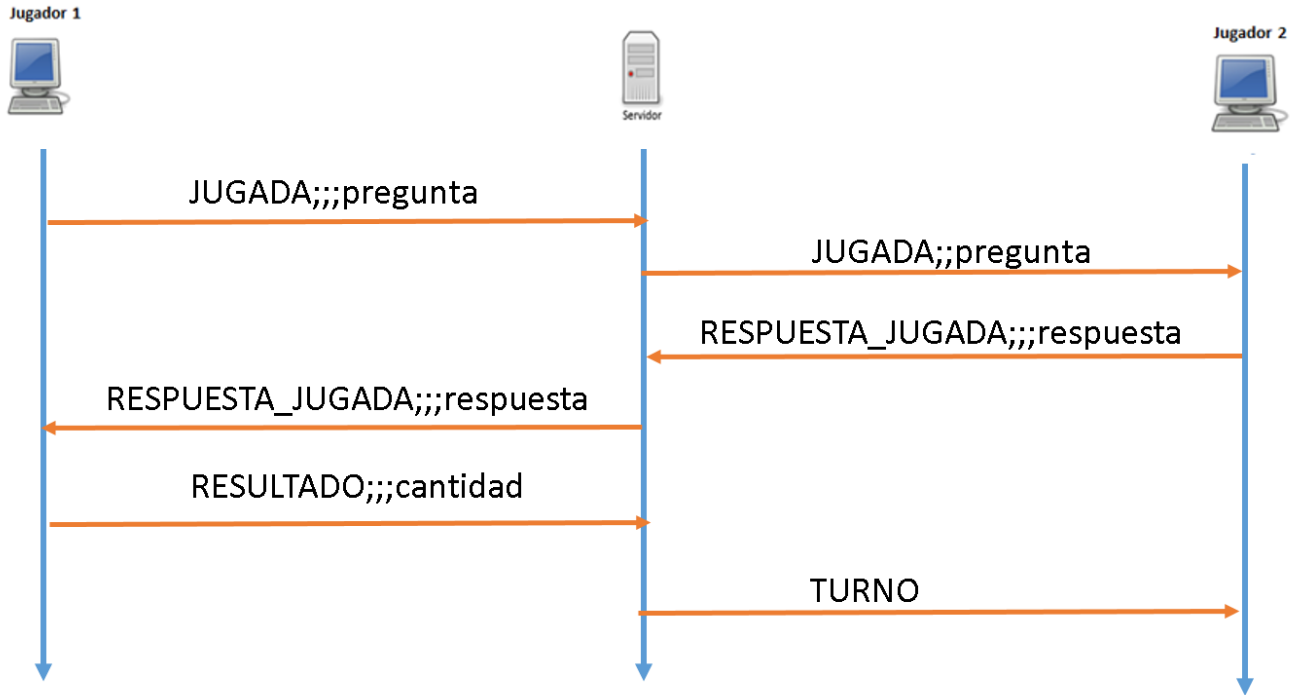 Jugador 1
Jugador 2
Servidor
JUGADA;;;pregunta
JUGADA;;pregunta
RESPUESTA_JUGADA;;;respuesta
RESPUESTA_JUGADA;;;respuesta
RESULTADO;;;cantidad
TURNO